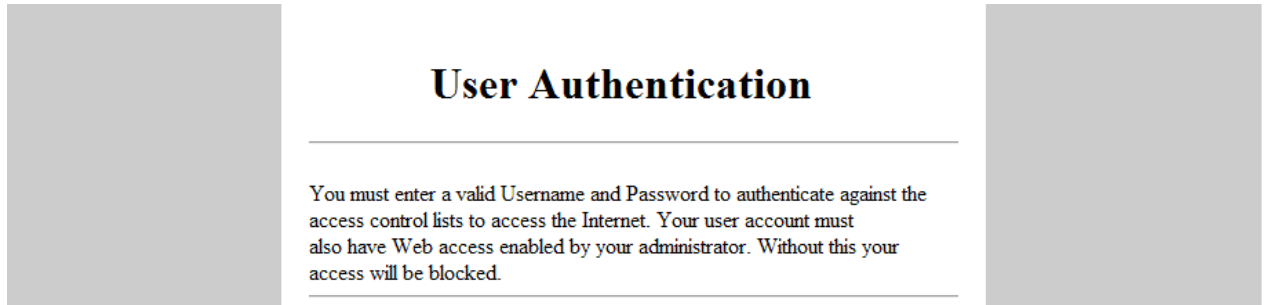 User Authentication
You must enter a valid Username and Password to authenticate against the
access control lists to access the Internet. Your user account must
also have Web access enabled by your administrator. Without this your
access will be blocked.